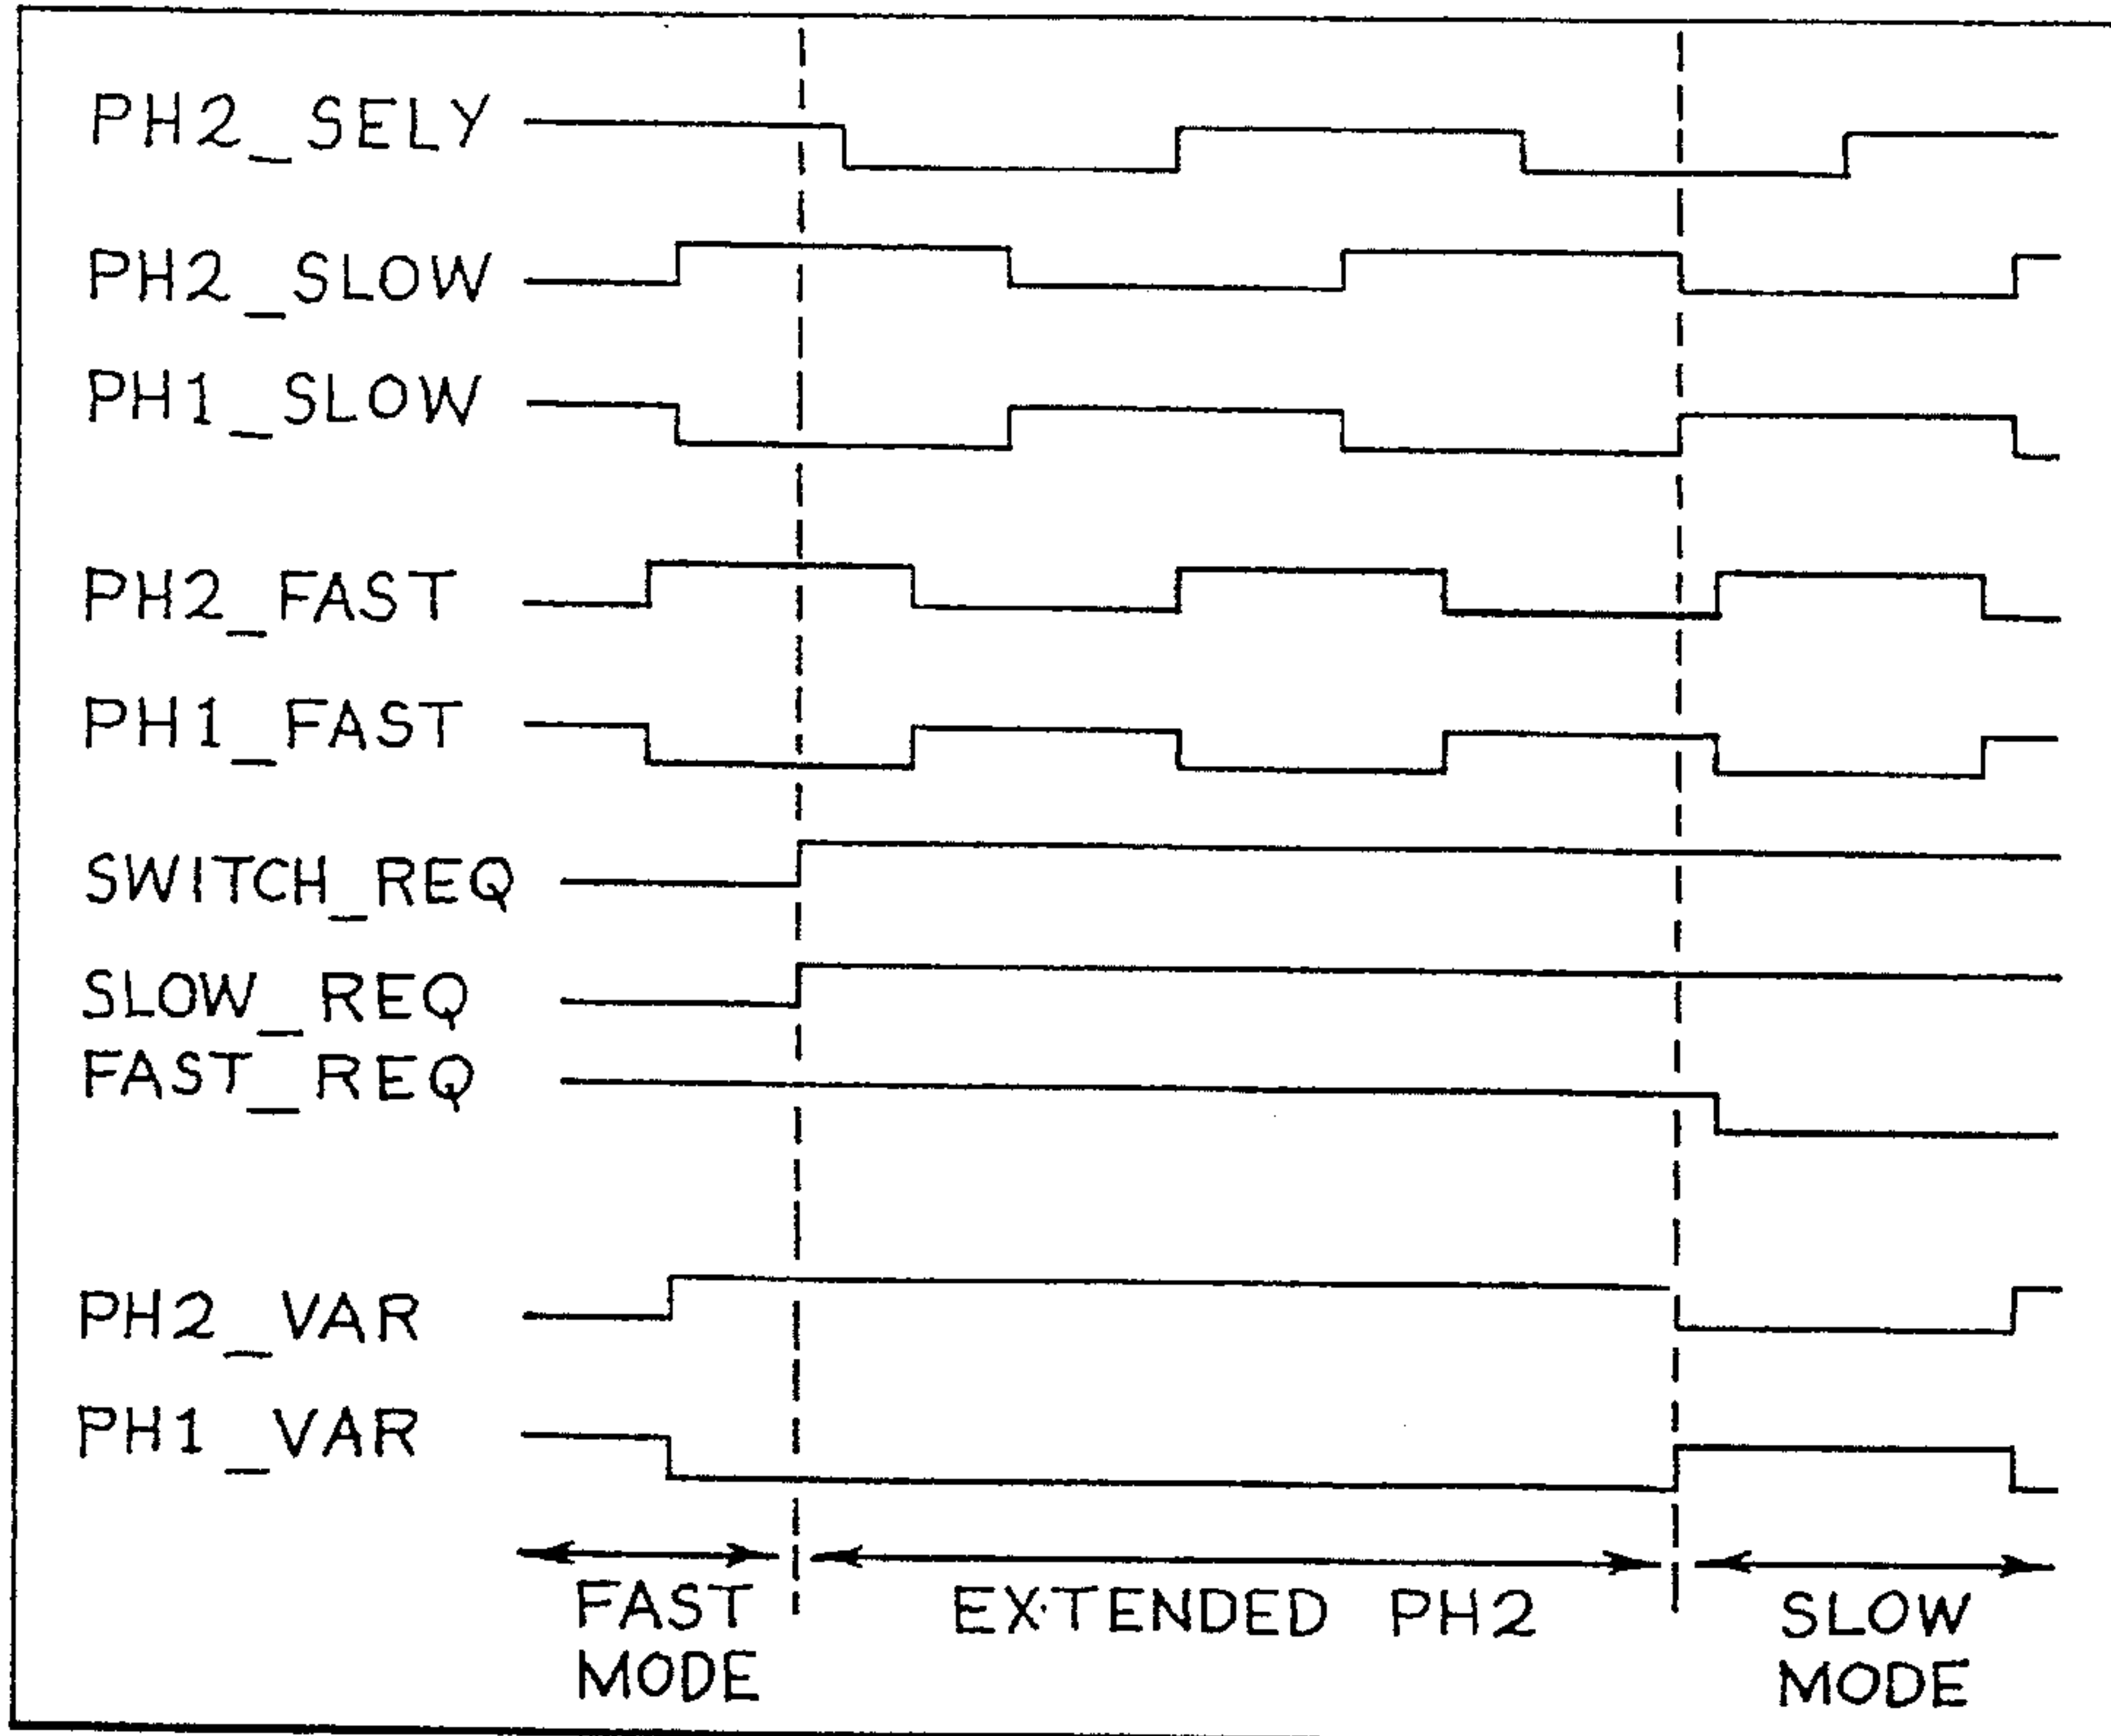 PH2_SELY
PH2_SLOW
PH1_SLOW
PH2_FAST
PH1_FAST
SWITCH_REQ
SLOW_REQ
FAST_REQ
PH2_VAR
PH1_VAR
FAST MODE
EXTENDED PH2
SLOW MODE